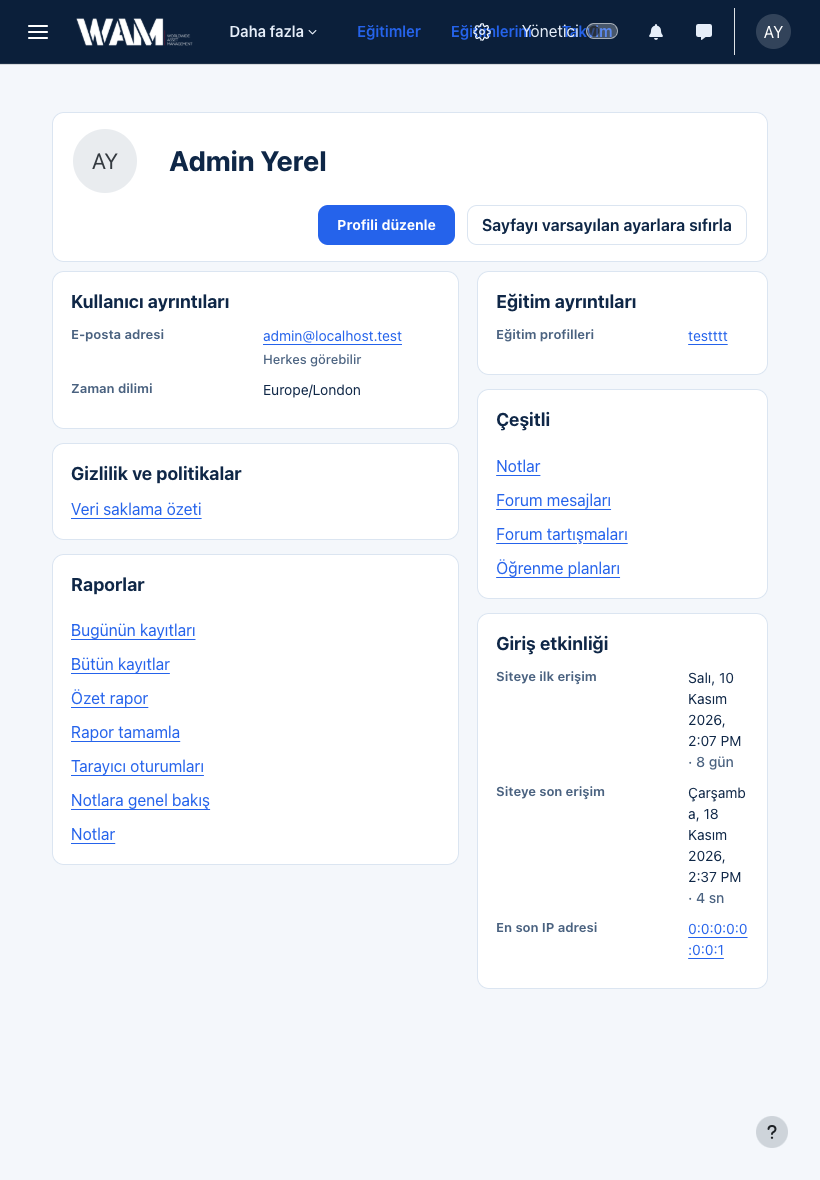 WAM
Daha fazla
Eğitimler
Yönetici
AY
AY
Admin Yerel
Profili düzenle
Sayfayı varsayılan ayarlara sıfırla
Kullanıcı ayrıntıları
E-posta adresi
admin@localhost.test
Herkes görebilir
Zaman dilimi
Europe/London
Gizlilik ve politikalar
Veri saklama özeti
Raporlar
Bugünün kayıtları
Bütün kayıtlar
Özet rapor
Rapor tamamla
Tarayıcı oturumları
Notlara genel bakış
Notlar
Eğitim ayrıntıları
Eğitim profilleri
testttt
Çeşitli
Notlar
Forum mesajları
Forum tartışmaları
Öğrenme planları
Giriş etkinliği
Siteye ilk erişim
Salı, 10
Kasım
2026,
2:07 PM
· 8 gün
Siteye son erişim
Çarşamb
a, 18
Kasım
2026,
2:37 PM
· 4 sn
En son IP adresi
0:0:0:0:0
:0:0:1
?